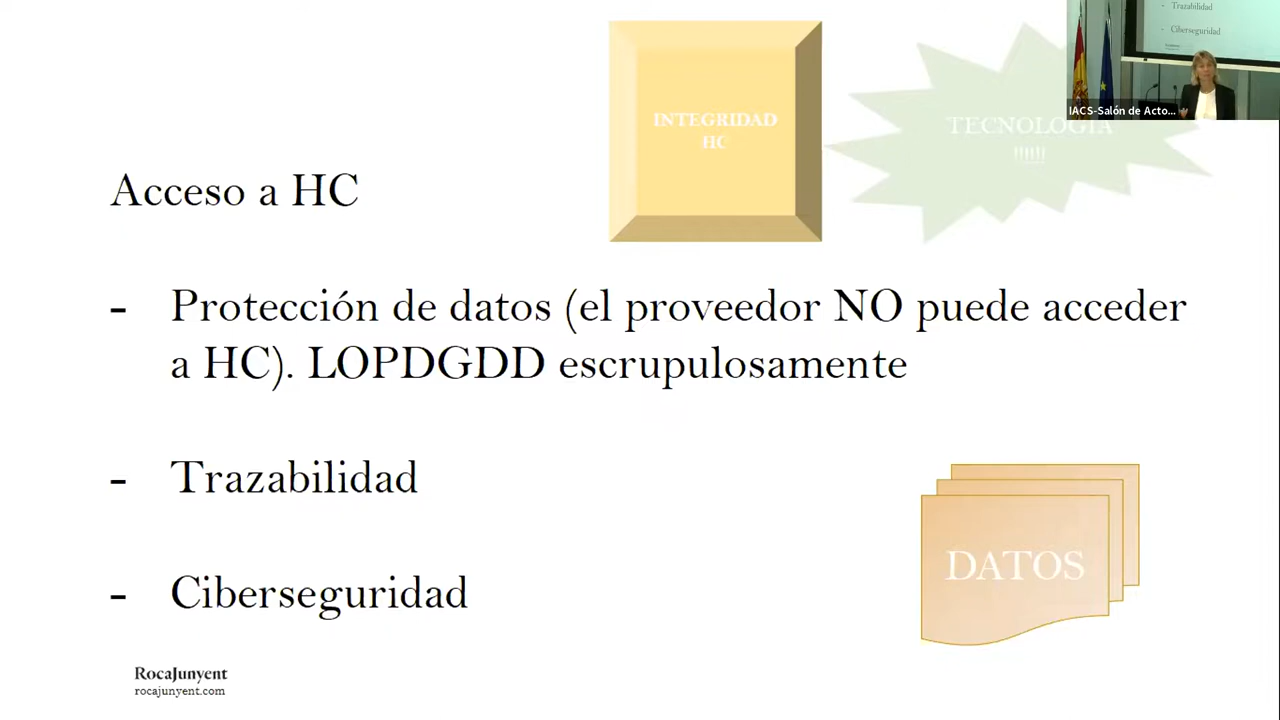 INTEGRIDAD
HC
TECNOLOGÍA
!!!!!
Trazabilidad
Ciberseguridad
IACS-Salón de Acto...
Acceso a HC
- Protección de datos (el proveedor NO puede acceder
a HC). LOPDGDD escrupulosamente
- Trazabilidad
- Ciberseguridad
DATOS
RocaJunyent
rocajunyent.com